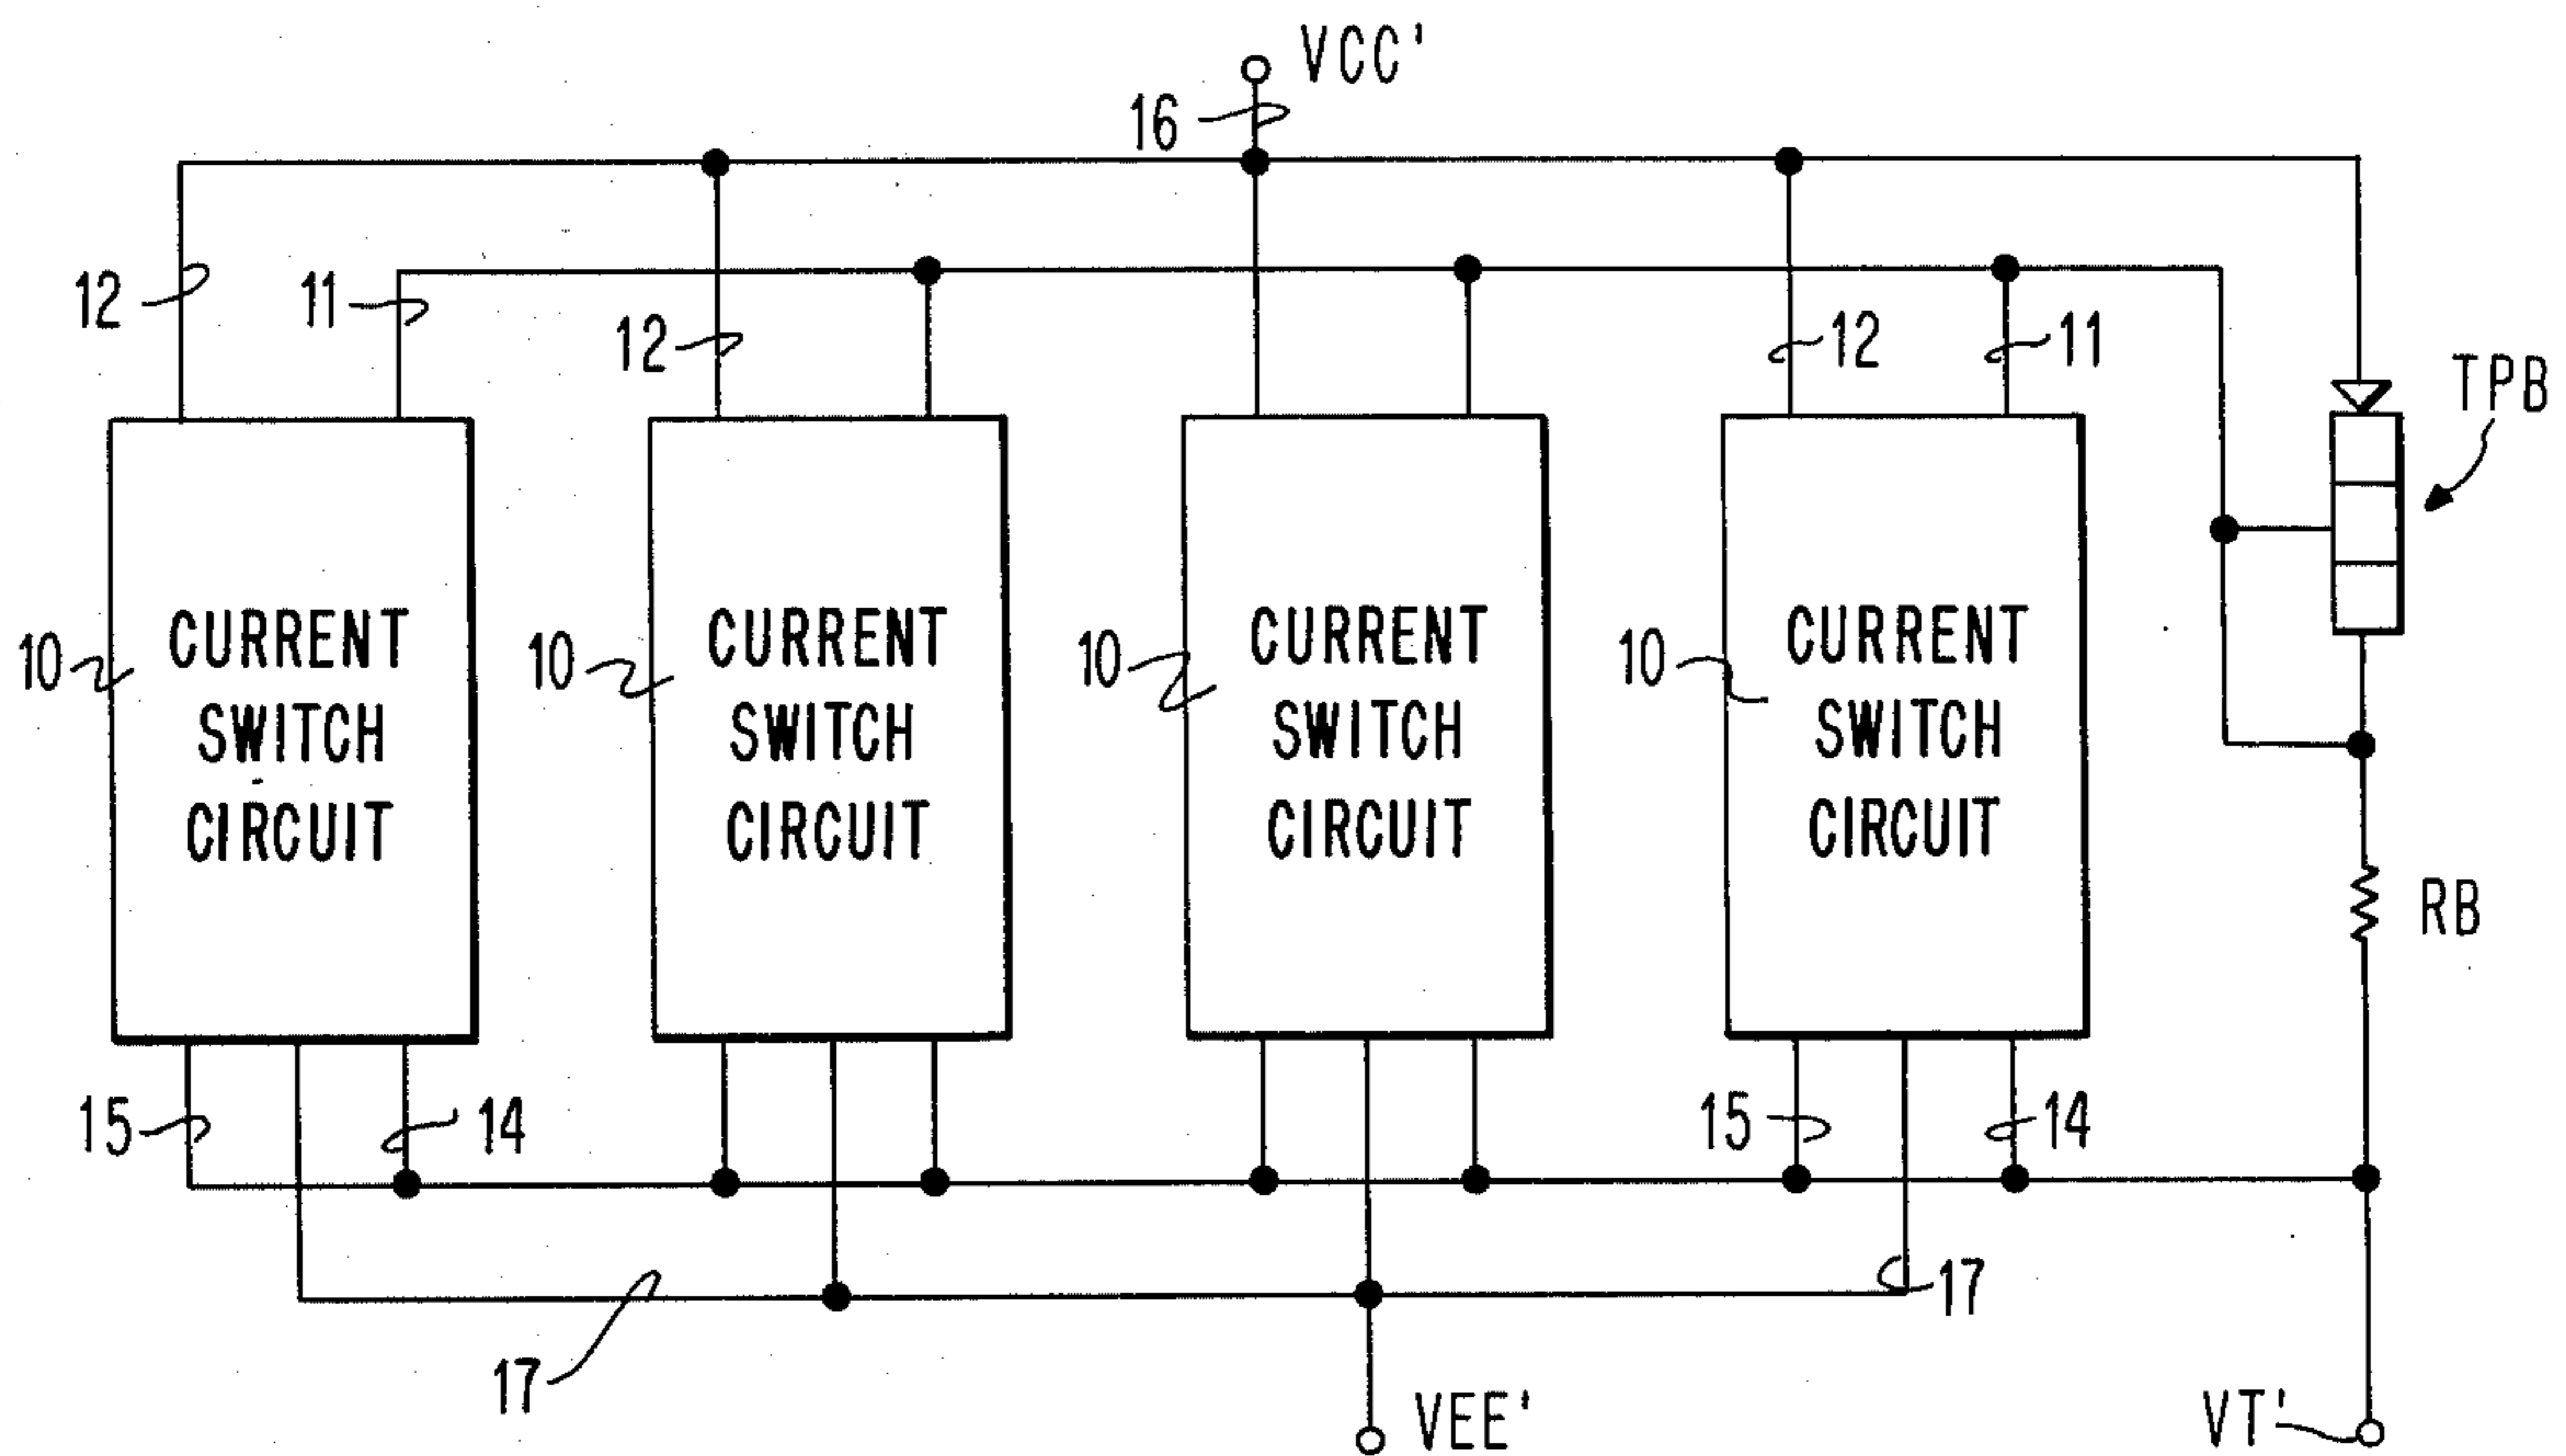 VCC'
16
12
11
12
12
11
TPB
10
CURRENT
SWITCH
CIRCUIT
10
CURRENT
SWITCH
CIRCUIT
10
CURRENT
SWITCH
CIRCUIT
10
CURRENT
SWITCH
CIRCUIT
RB
15
14
15
14
17
17
VEE'
VT'